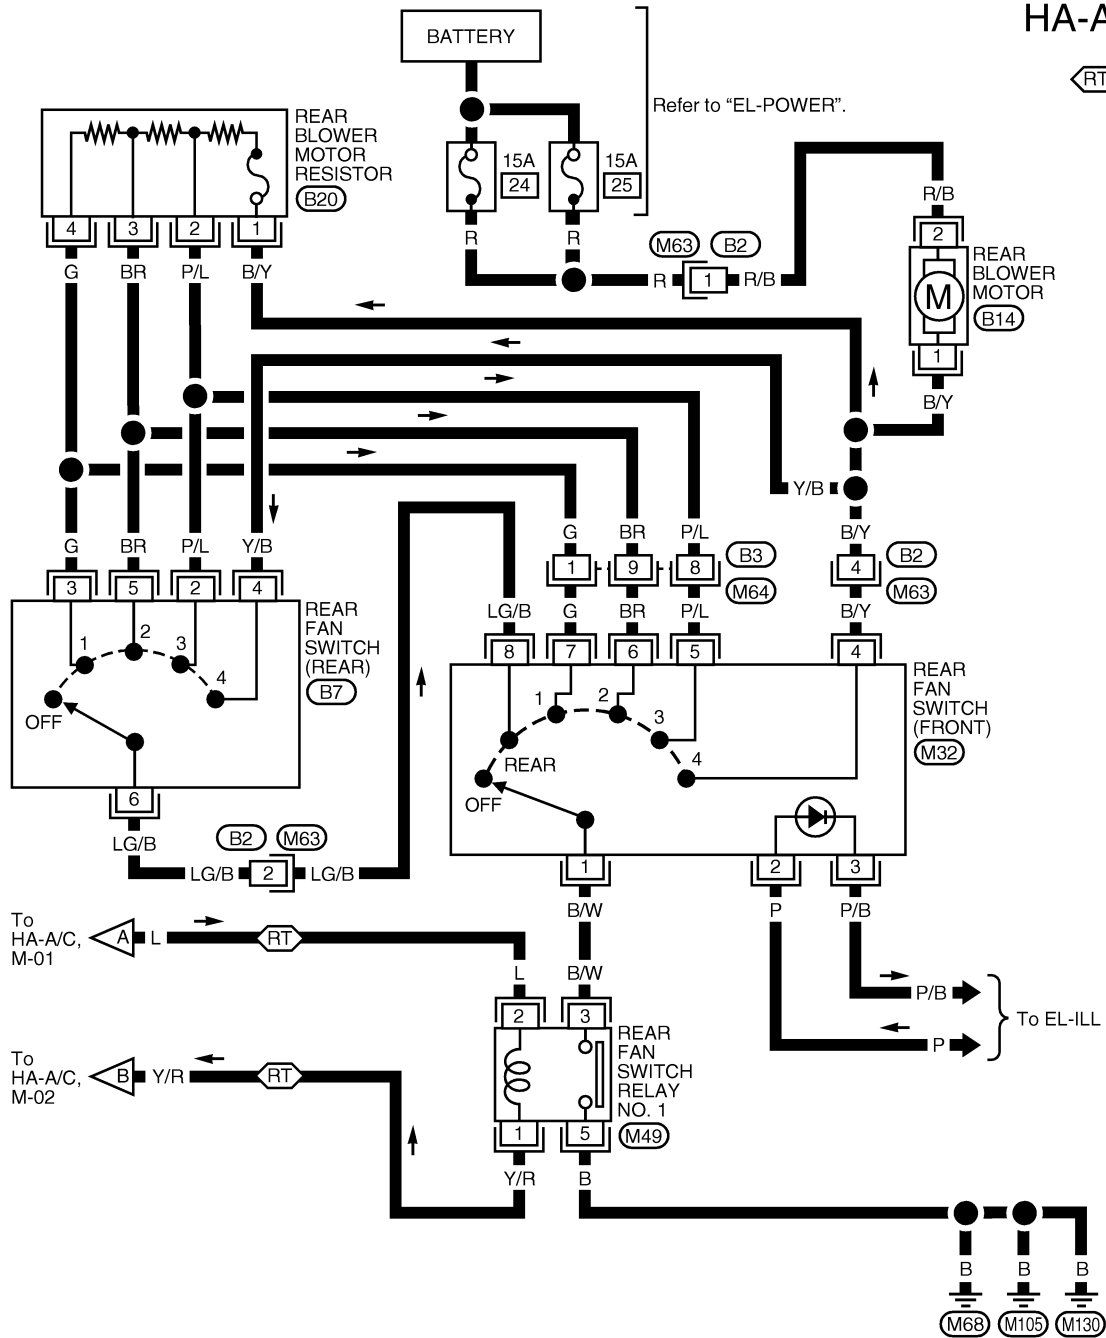 HA-A
BATTERY
RT
Refer to “EL-POWER”.
REAR
BLOWER
MOTOR
RESISTOR
B20
15A
24
15A
25
4 3 2 1
R R
M63 B2
R 1 R/B
R/B
2
REAR
BLOWER
MOTOR
B14
M
1
B/Y
G BR P/L B/Y
Y/B
G BR P/L Y/B
G BR P/L B/Y
1 9 8
B3
M64
4
B2
M63
3 5 2 4
REAR
FAN
SWITCH
(REAR)
B7
1 2 3 4
OFF
6
LG/B
G BR P/L B/Y
8 7 6 5 4
REAR
FAN
SWITCH
(FRONT)
M32
1 2 3 4
REAR
OFF
LG/B
B2 M63
LG/B 2 LG/B
1 2 3
B/W P P/B
To
HA-A/C,
M-01
A L RT
L B/W
P/B
P
To EL-ILL
2 3
REAR
FAN
SWITCH
RELAY
NO. 1
M49
To
HA-A/C,
M-02
B Y/R RT
1 5
Y/R B
B B B
M68 M105 M130